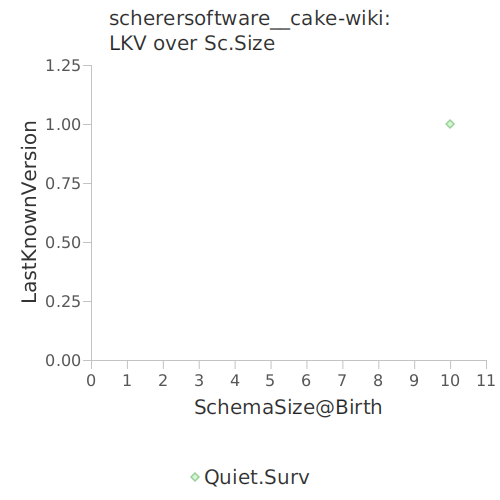 scherersoftware__cake-wiki:
LKV over Sc.Size
1.25
1.00
0.75
0.50
0.25
0.00
LastKnownVersion
0 1 2 3 4 5 6 7 8 9 10 11
SchemaSize@Birth
Quiet.Surv